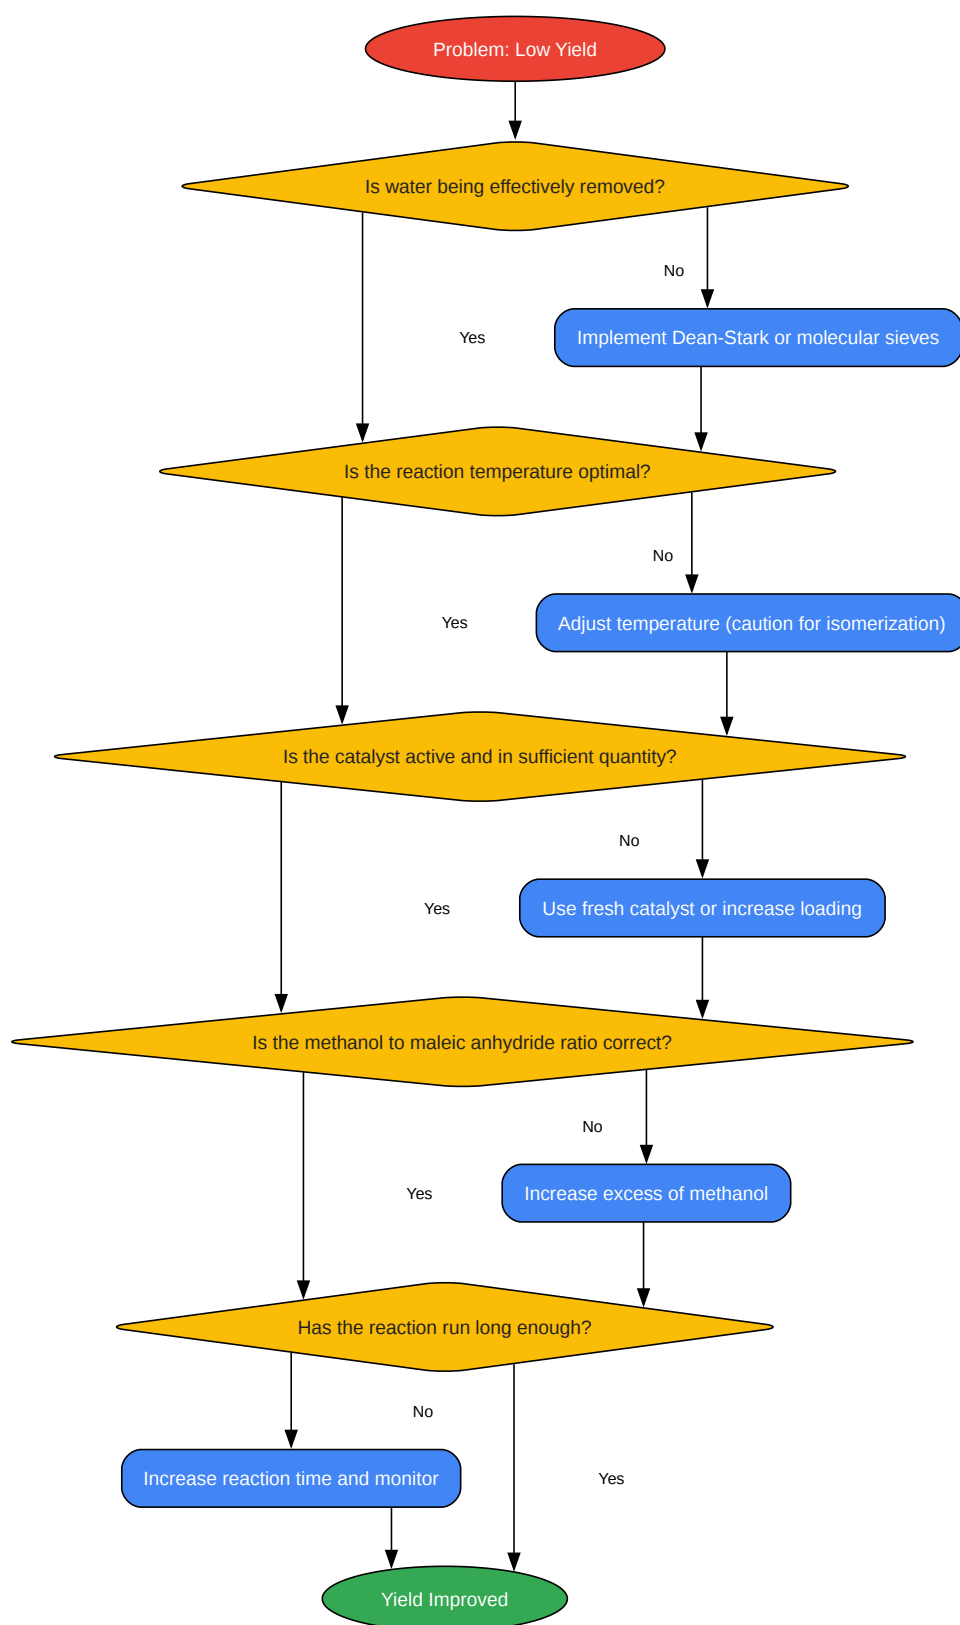 Problem: Low Yield
Is water being effectively removed?
No
Yes
Implement Dean-Stark or molecular sieves
Is the reaction temperature optimal?
No
Yes
Adjust temperature (caution for isomerization)
Is the catalyst active and in sufficient quantity?
No
Yes
Use fresh catalyst or increase loading
Is the methanol to maleic anhydride ratio correct?
No
Yes
Increase excess of methanol
Has the reaction run long enough?
No
Increase reaction time and monitor
Yes
Yield Improved